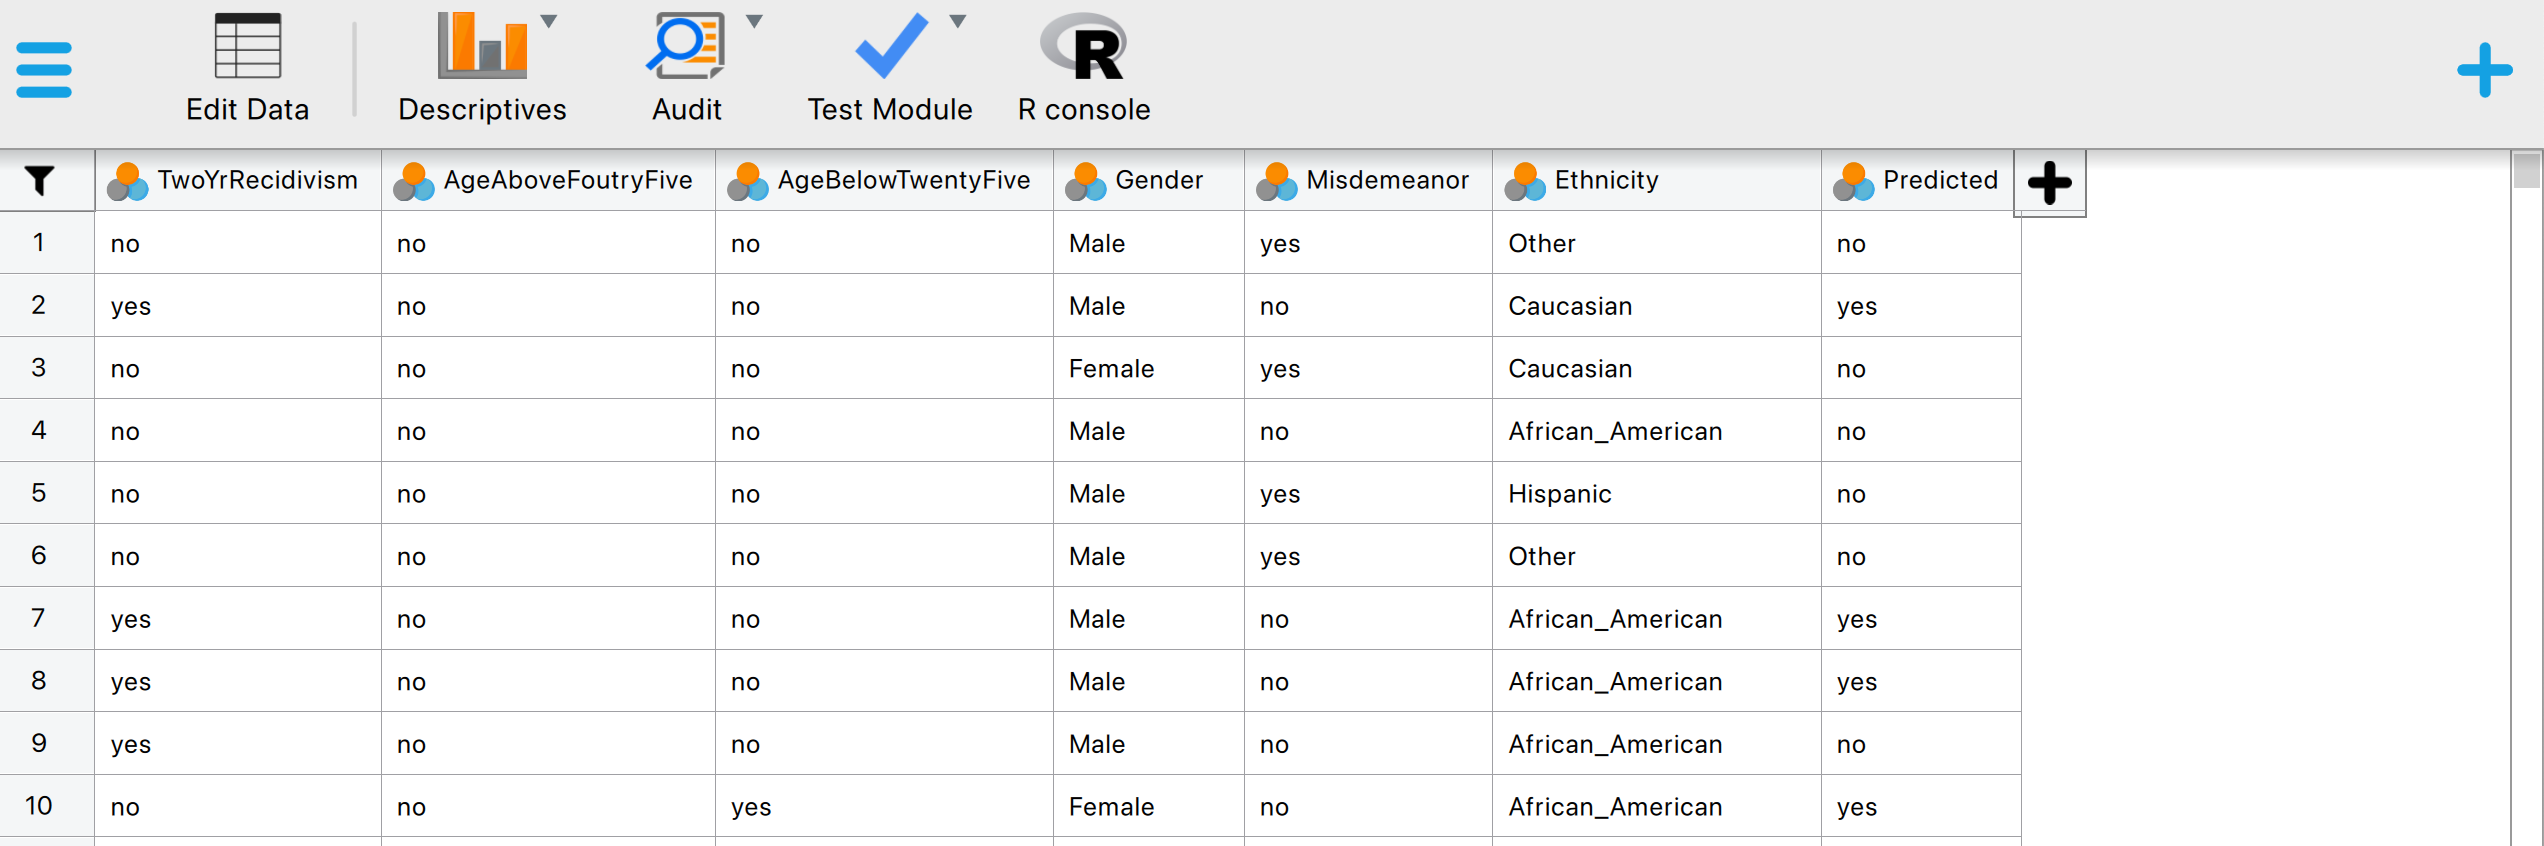 Edit Data Descriptives Audit Test Module R console
TwoYrRecidivism AgeAboveFoutryFive AgeBelowTwentyFive Gender Misdemeanor Ethnicity Predicted
1 no no no Male yes Other no
2 yes no no Male no Caucasian yes
3 no no no Female yes Caucasian no
4 no no no Male no African_American no
5 no no no Male yes Hispanic no
6 no no no Male yes Other no
7 yes no no Male no African_American yes
8 yes no no Male no African_American yes
9 yes no no Male no African_American no
10 no no yes Female no African_American yes